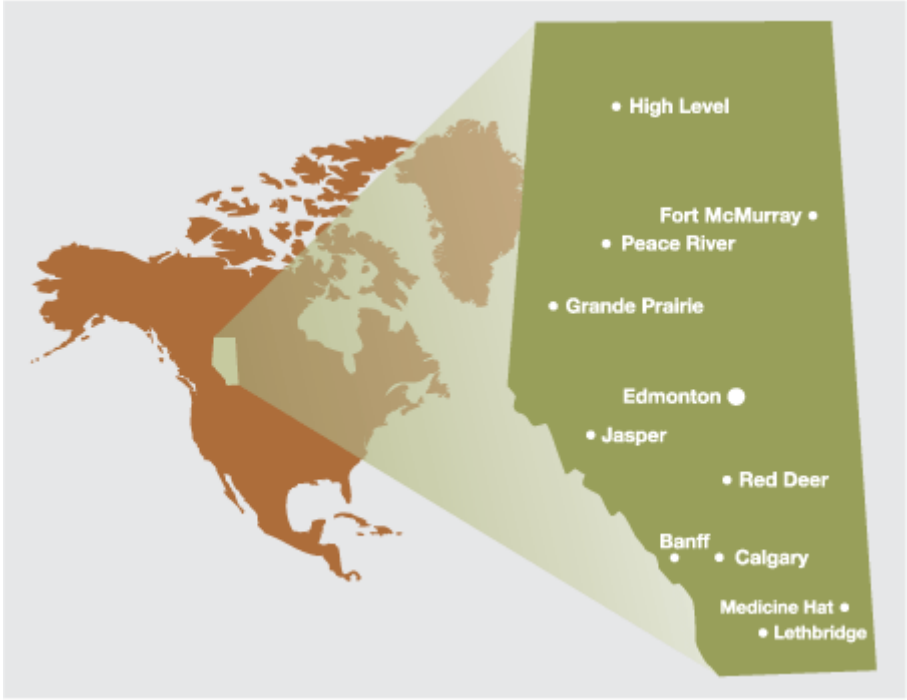 High Level
Fort McMurray
Peace River
Grande Prairie
Edmonton
Jasper
Red Deer
Banff
Calgary
Medicine Hat
Lethbridge